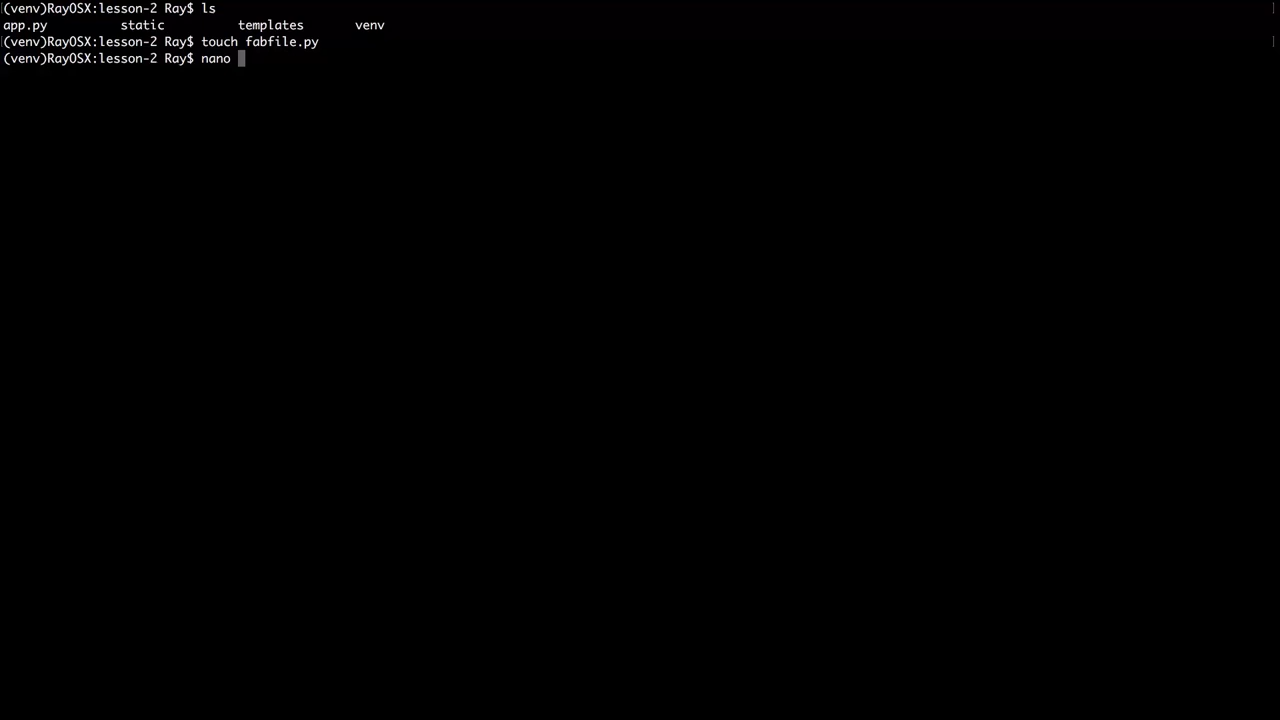 (venv)RayOSX:lesson-2 Ray$ ls
app.py          static          templates       venv
(venv)RayOSX:lesson-2 Ray$ touch fabfile.py
(venv)RayOSX:lesson-2 Ray$ nano